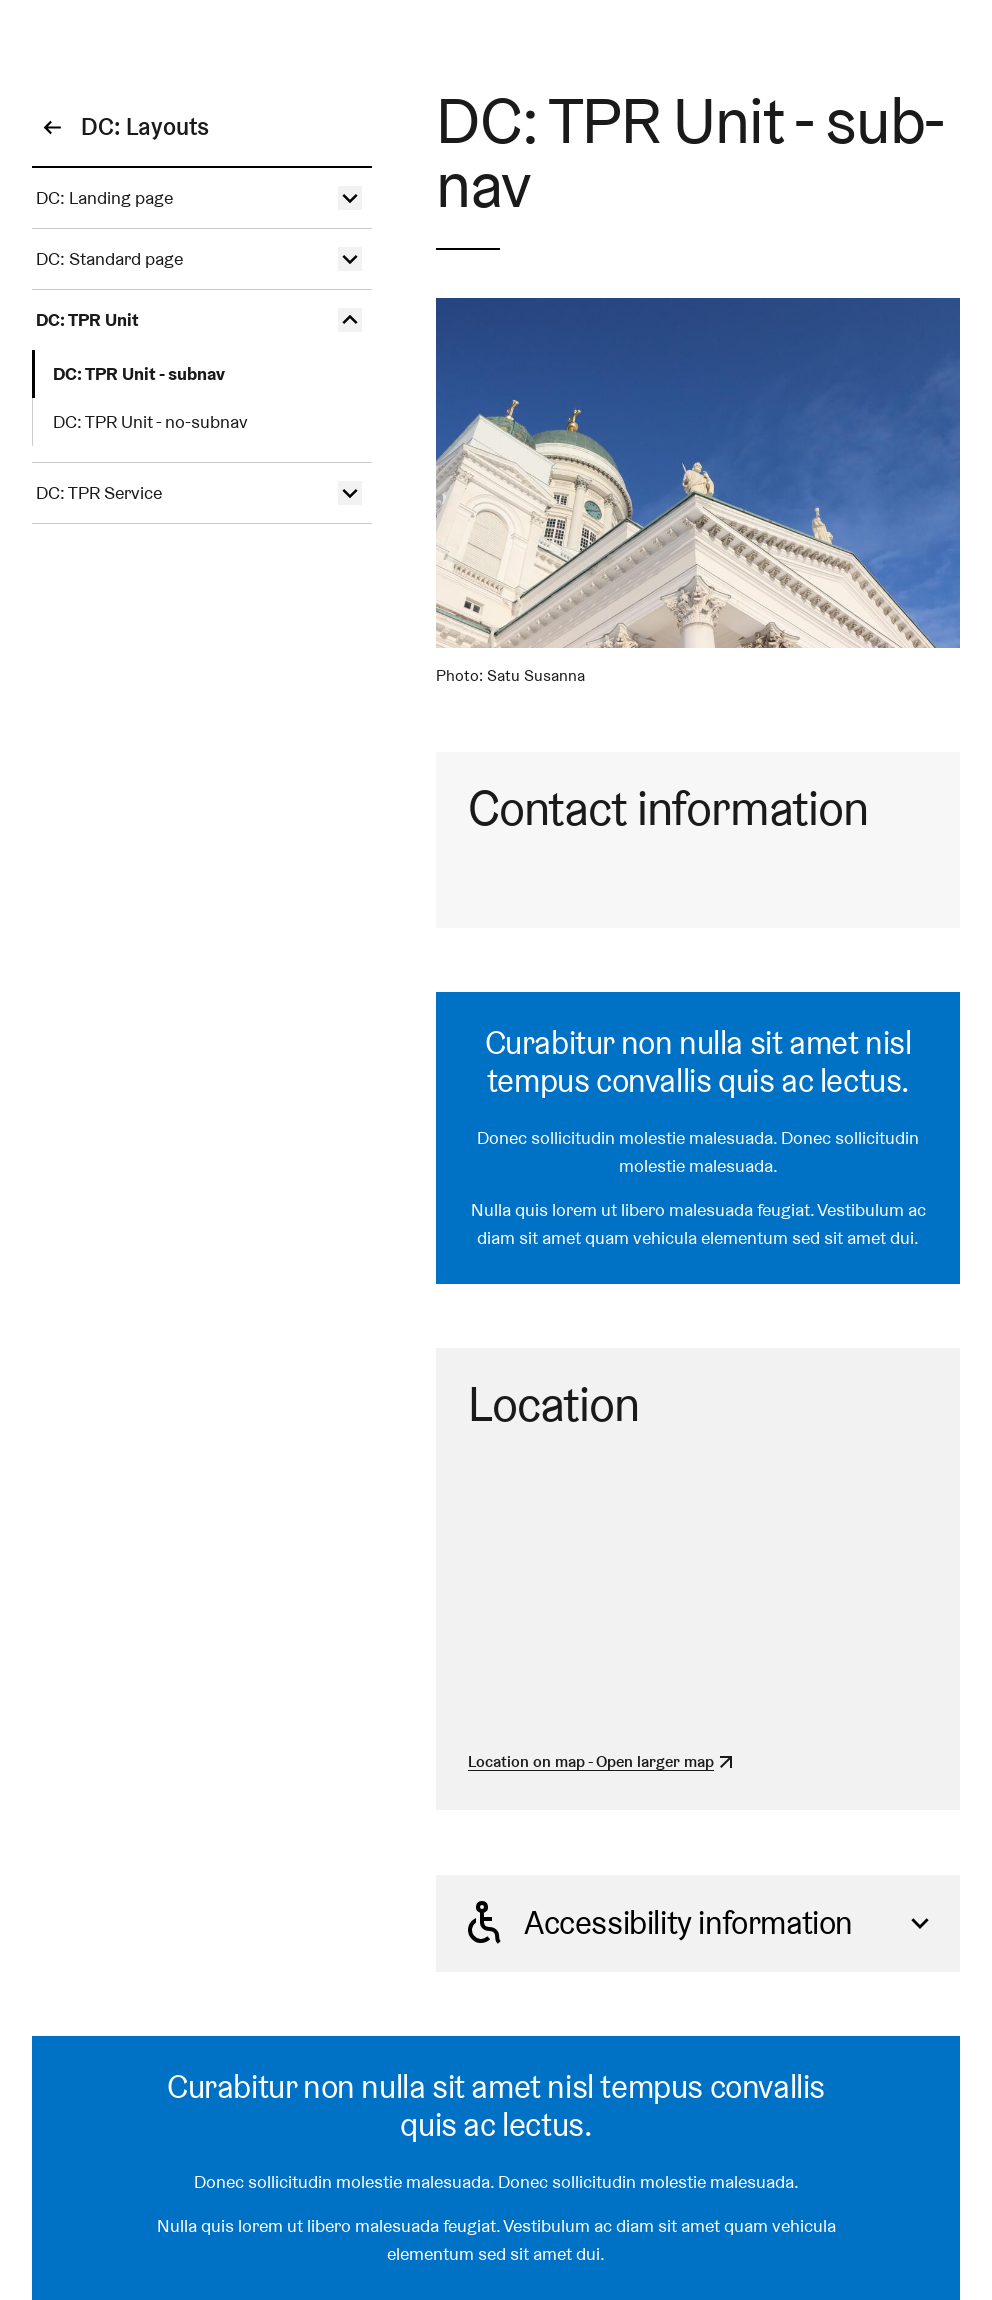 DC: Layouts
DC: Landing page
DC: Standard page
DC: TPR Unit
DC: TPR Unit - subnav
DC: TPR Unit - no-subnav
DC: TPR Service
DC: TPR Unit - sub-
nav
Photo: Satu Susanna
Contact information
Curabitur non nulla sit amet nisl
tempus convallis quis ac lectus.
Donec sollicitudin molestie malesuada. Donec sollicitudin
molestie malesuada.
Nulla quis lorem ut libero malesuada feugiat. Vestibulum ac
diam sit amet quam vehicula elementum sed sit amet dui.
Location
Location on map - Open larger map
Accessibility information
Curabitur non nulla sit amet nisl tempus convallis
quis ac lectus.
Donec sollicitudin molestie malesuada. Donec sollicitudin molestie malesuada.
Nulla quis lorem ut libero malesuada feugiat. Vestibulum ac diam sit amet quam vehicula
elementum sed sit amet dui.